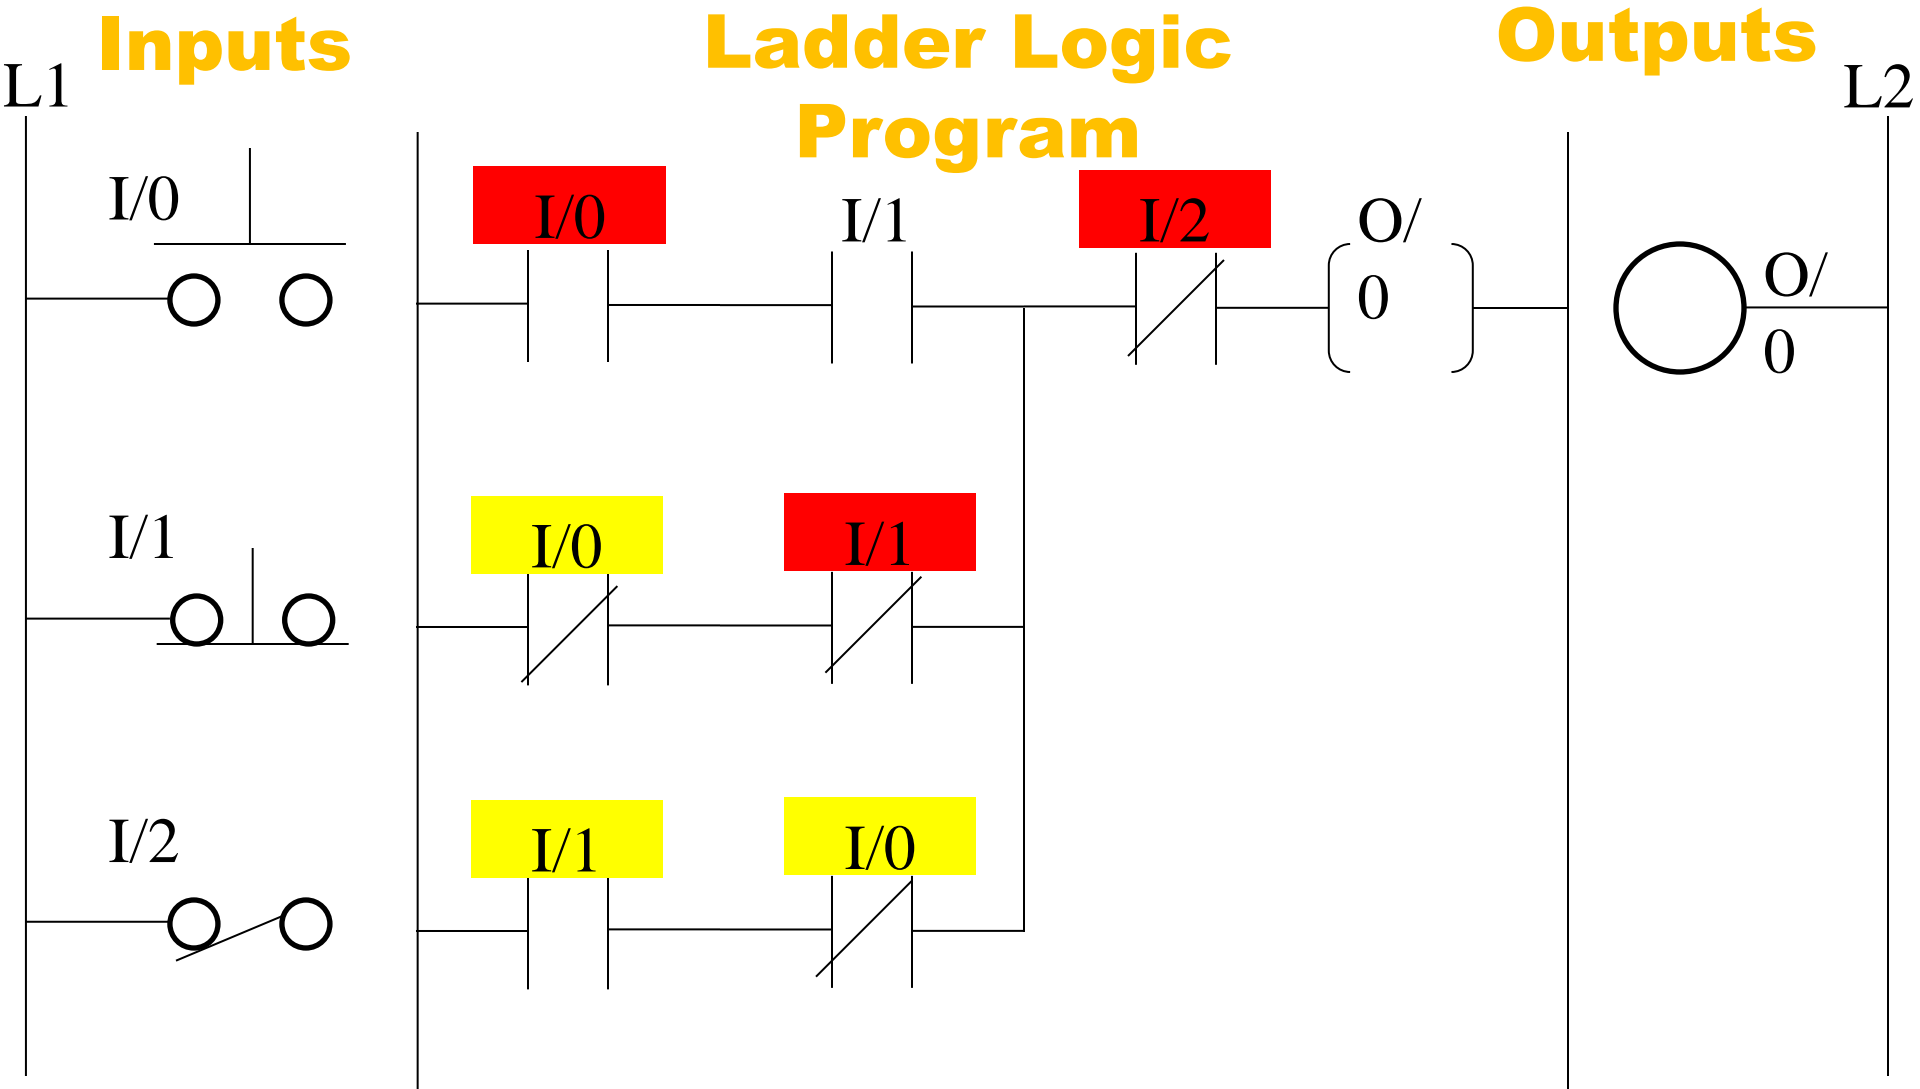 Inputs
Ladder Logic
Program
Outputs
L1
L2
I/0
I/0
I/1
I/2
O/
0
O/
0
I/1
I/0
I/1
I/2
I/1
I/0